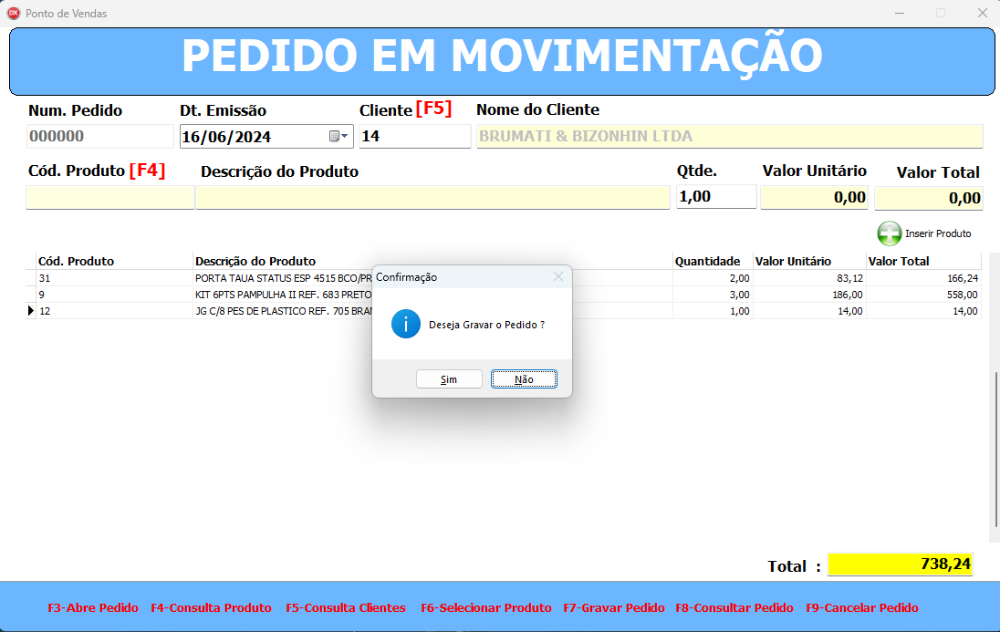 DX Ponto de Vendas
PEDIDO EM MOVIMENTAÇÃO
Num. Pedido Dt. Emissão Cliente [F5] Nome do Cliente
000000 16/06/2024 14 BRUMATI & BIZONHIN LTDA
Cód. Produto [F4] Descrição do Produto Qtde. Valor Unitário Valor Total
1,00 0,00 0,00
Inserir Produto
Cód. Produto Descrição do Produto Quantidade Valor Unitário Valor Total
31 PORTA TAUA STATUS ESP 4515 BCO/PR 2,00 83,12 166,24
9 KIT 6PTS PAMPULHA II REF. 683 PRETO 3,00 186,00 558,00
12 JG C/8 PES DE PLASTICO REF. 705 BRAN 1,00 14,00 14,00
Confirmação
Deseja Gravar o Pedido ?
Sim Não
Total : 738,24
F3-Abre Pedido F4-Consulta Produto F5-Consulta Clientes F6-Selecionar Produto F7-Gravar Pedido F8-Consultar Pedido F9-Cancelar Pedido